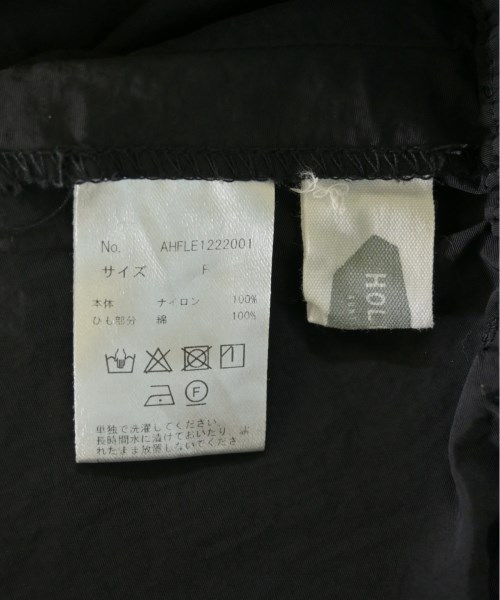 No. AHFLE1222001
サイズ F
本体 ナイロン 100%
ひも部分 綿 100%
F
単独で洗濯してください。
長時間水に漬けておいたり、濡
れたまま放置しないでください
HOL